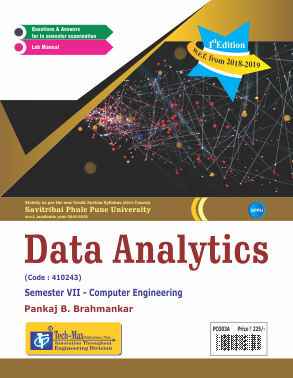 Questions & Answers
for In semester examination
Lab Manual
1st Edition
w.e.f. from 2018-2019
Strictly as per the new Credit System Syllabus (2015 Course)
Savitribai Phule Pune University
w.e.f. academic year 2018-2019
SPPU
Data Analytics
(Code : 410243)
Semester VII - Computer Engineering
Pankaj B. Brahmankar
Tech-Max Publications, Pune
Innovation Throughout
Engineering Division
PO303A Price ₹ 225/-